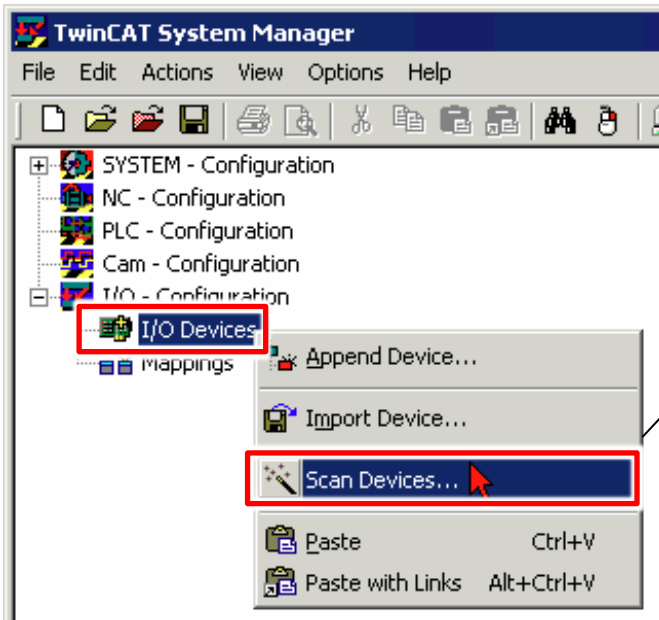 TwinCAT System Manager
File Edit Actions View Options Help
SYSTEM - Configuration
NC - Configuration
PLC - Configuration
Cam - Configuration
I/O - Configuration
I/O Devices
Mappings
Append Device...
Import Device...
Scan Devices...
Paste Ctrl+V
Paste with Links Alt+Ctrl+V